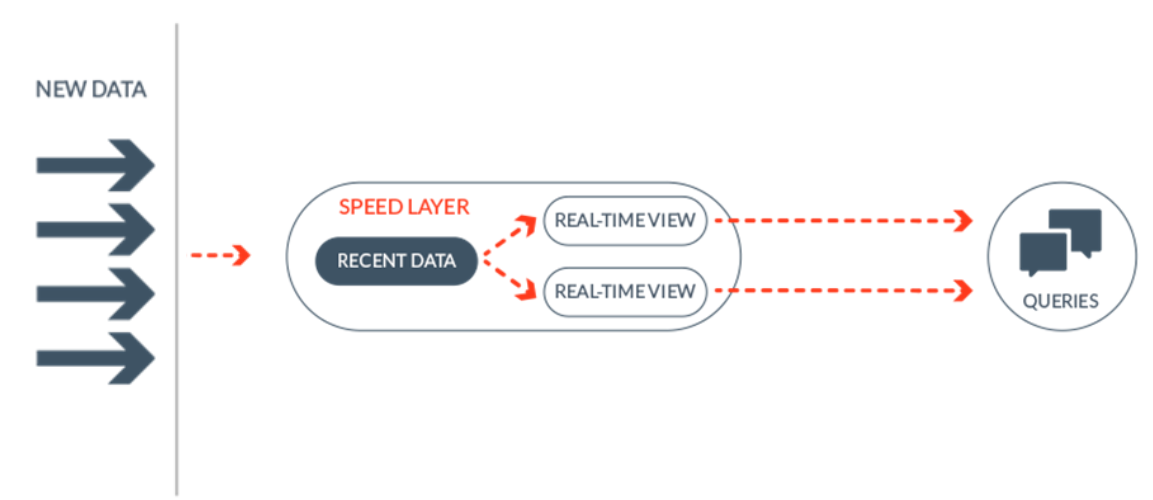 NEW DATA
SPEED LAYER
RECENT DATA
REAL-TIME VIEW
REAL-TIME VIEW
QUERIES